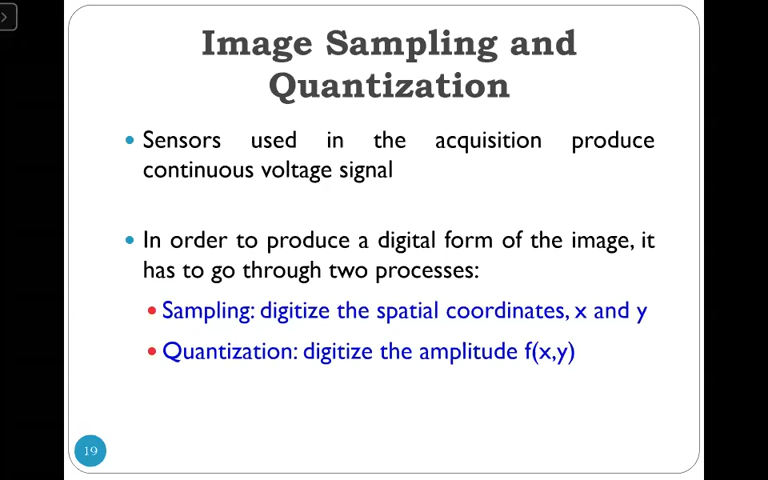 Image Sampling and
Quantization
• Sensors used in the acquisition produce
continuous voltage signal
• In order to produce a digital form of the image, it
has to go through two processes:
• Sampling: digitize the spatial coordinates, x and y
• Quantization: digitize the amplitude f(x,y)
19